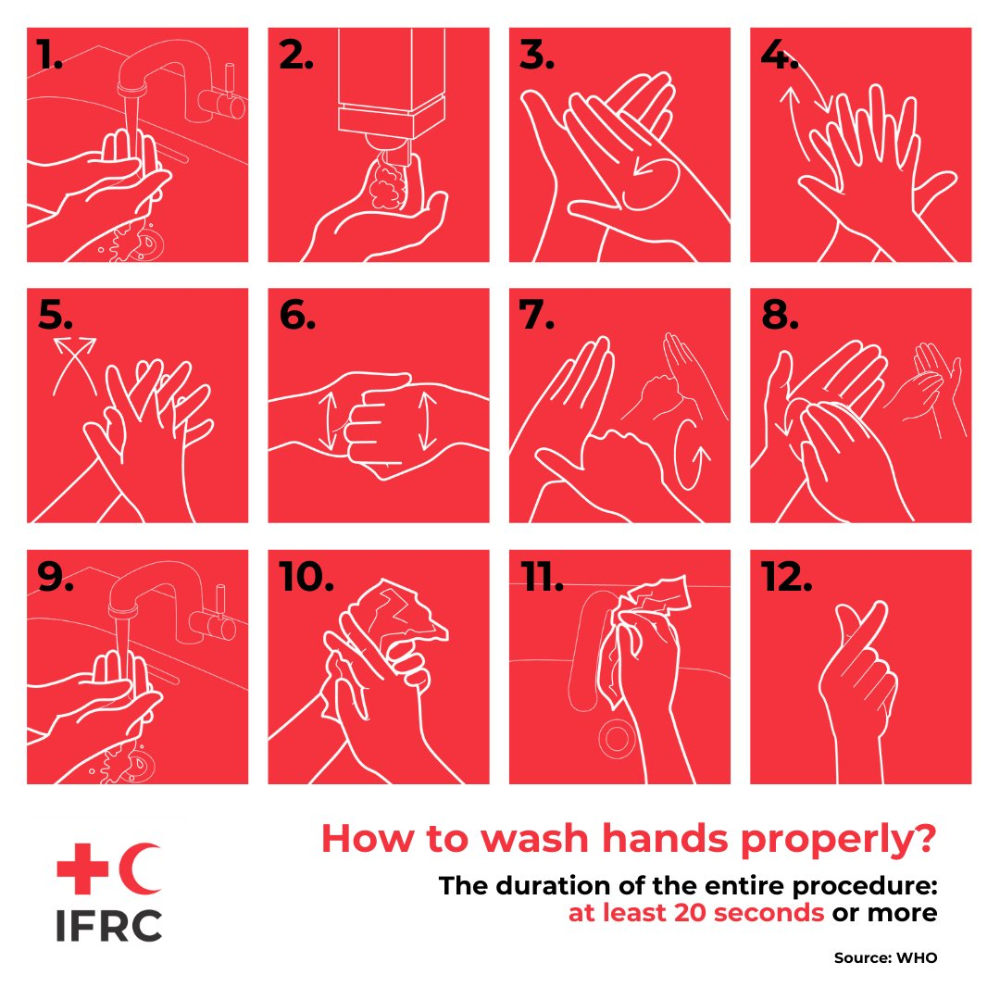 1.
2.
3.
4.
5.
6.
7.
8.
9.
10.
11.
12.
How to wash hands properly?
The duration of the entire procedure:
at least 20 seconds or more
IFRC
Source: WHO